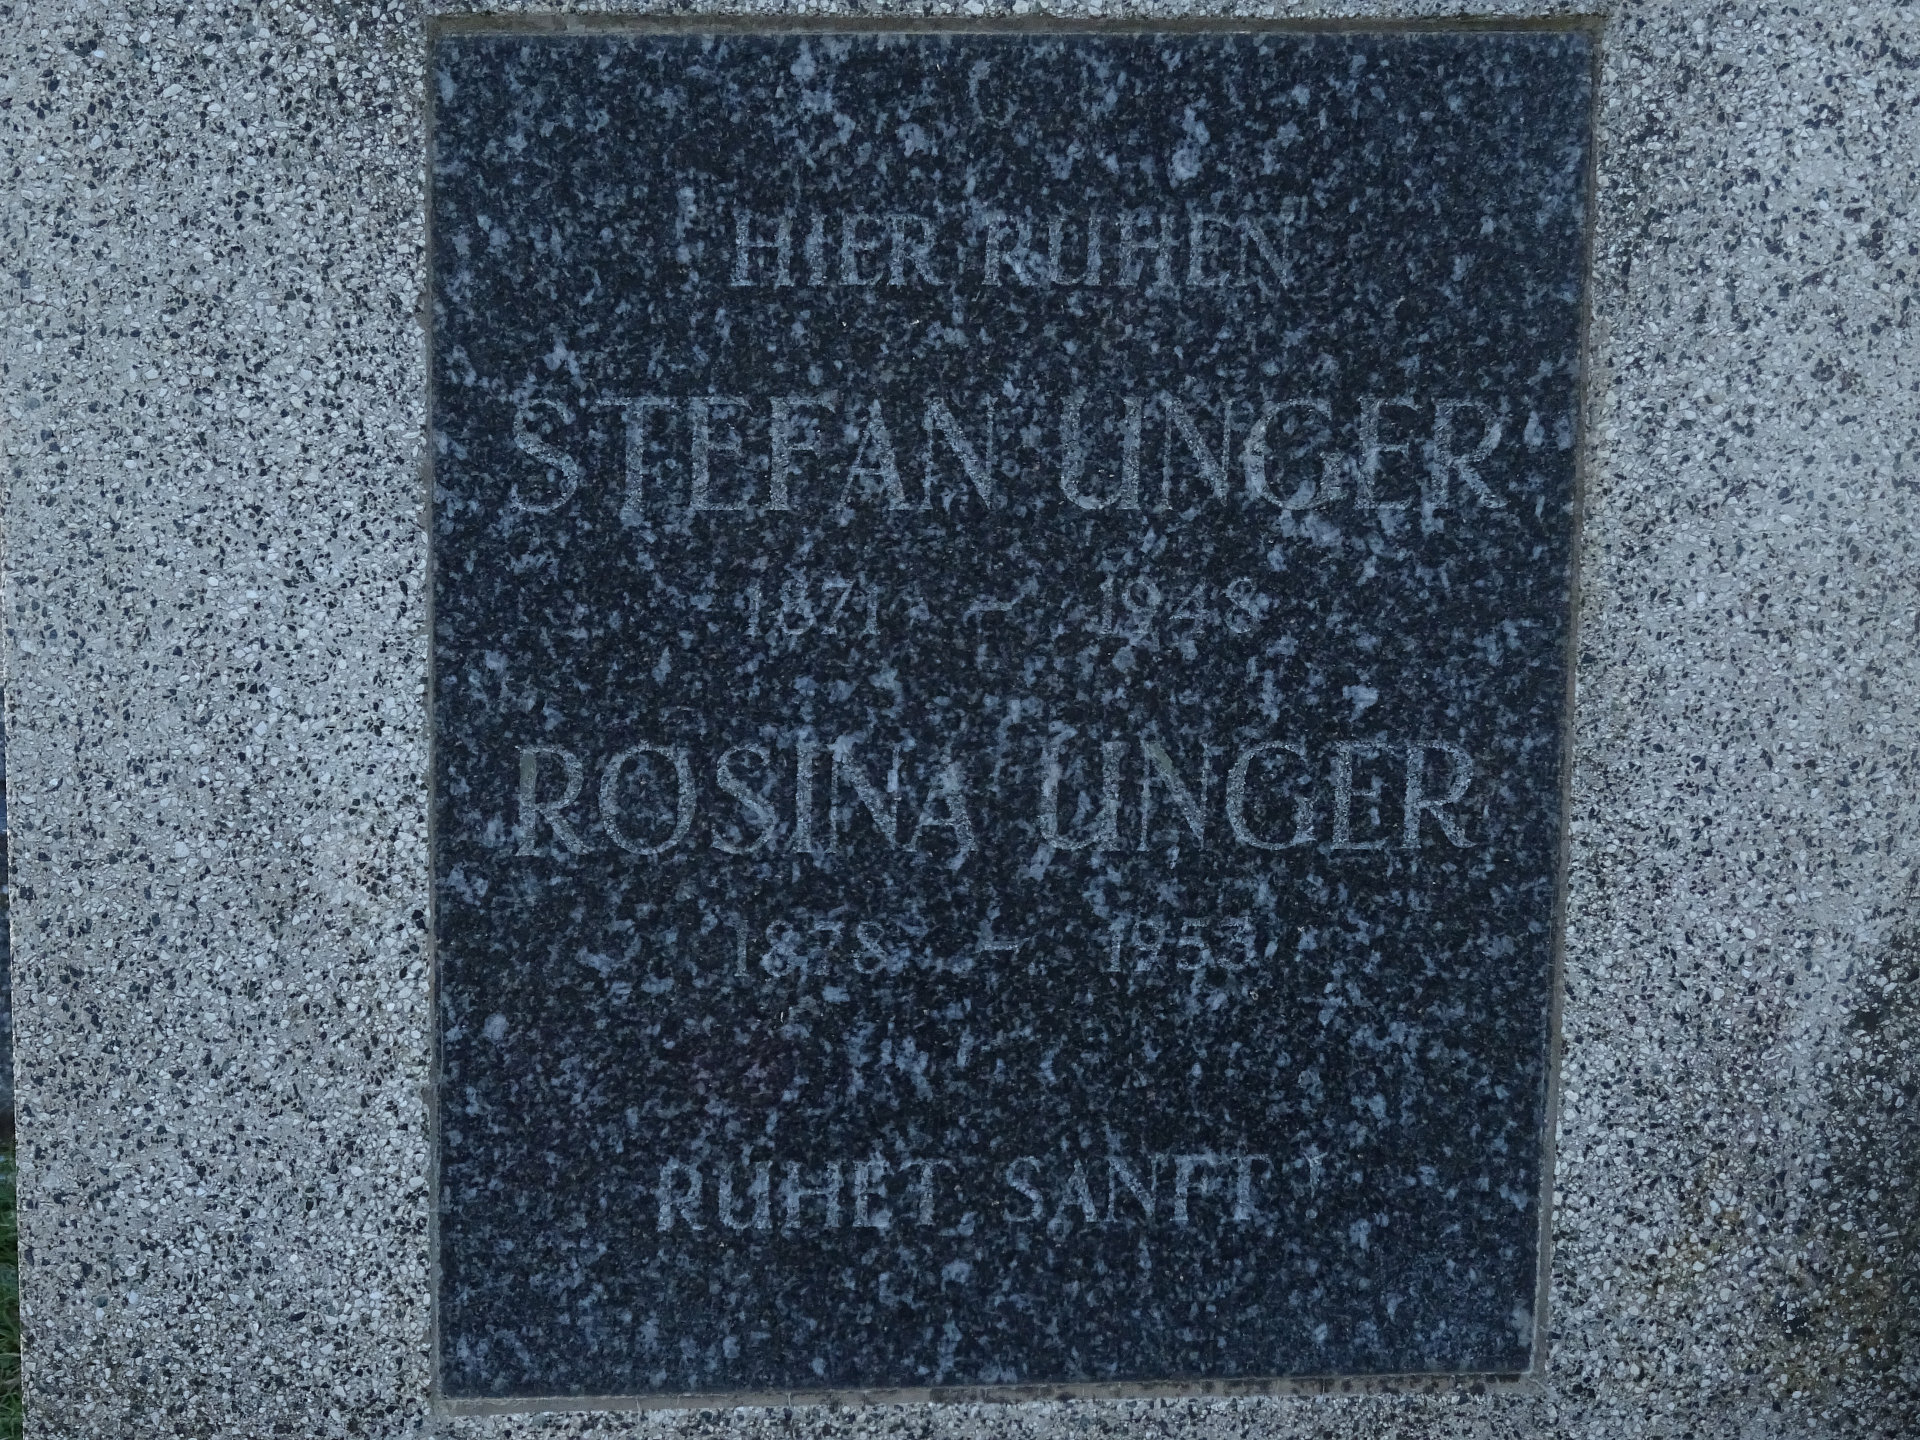 HIER RUHEN
STEFAN UNGER
1871 – 1948
ROSINA UNGER
1878 – 1953
RUHET SANFT!